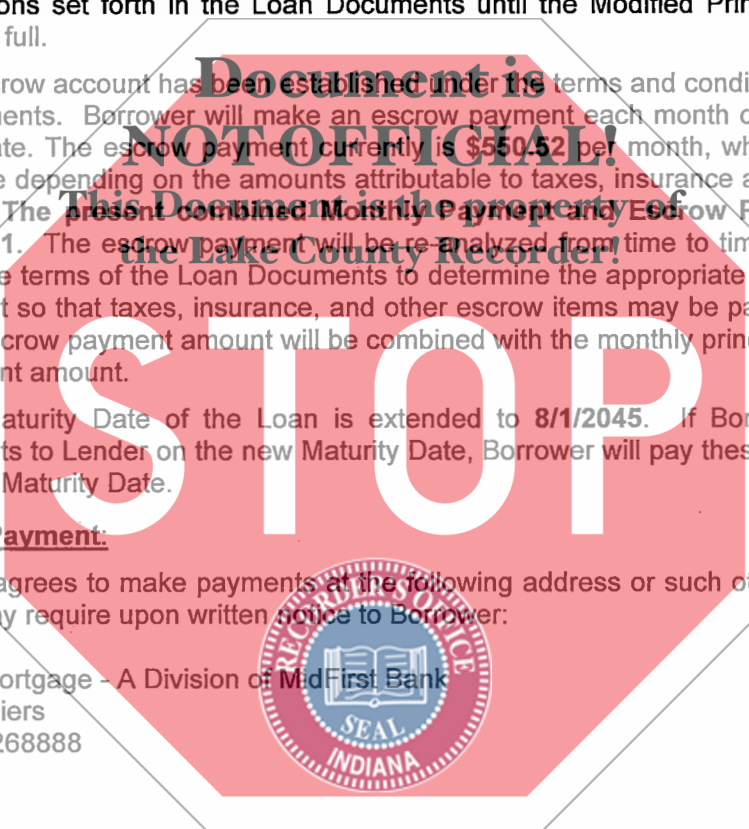 ons set forth in the Loan Documents until the Modified Prin
full.
Document is
NOT OFFICIAL!
This Document is the property of
the Lake County Recorder!
row account has been established under the terms and condi
ents. Borrower will make an escrow payment each month o
te. The escrow payment currently is $550.52 per month, wh
e depending on the amounts attributable to taxes, insurance a
The present combined Monthly Payment and Escrow P
1. The escrow payment will be re-analyzed from time to tim
e terms of the Loan Documents to determine the appropriate
t so that taxes, insurance, and other escrow items may be pa
crow payment amount will be combined with the monthly princ
nt amount.
STOP
aturity Date of the Loan is extended to 8/1/2045. If Bor
ts to Lender on the new Maturity Date, Borrower will pay thes
Maturity Date.
ayment:
agrees to make payments at the following address or such ot
y require upon written notice to Borrower:
RECORDER'S OFFICE
SEAL
INDIANA
ortgage - A Division of MidFirst Bank
iers
268888